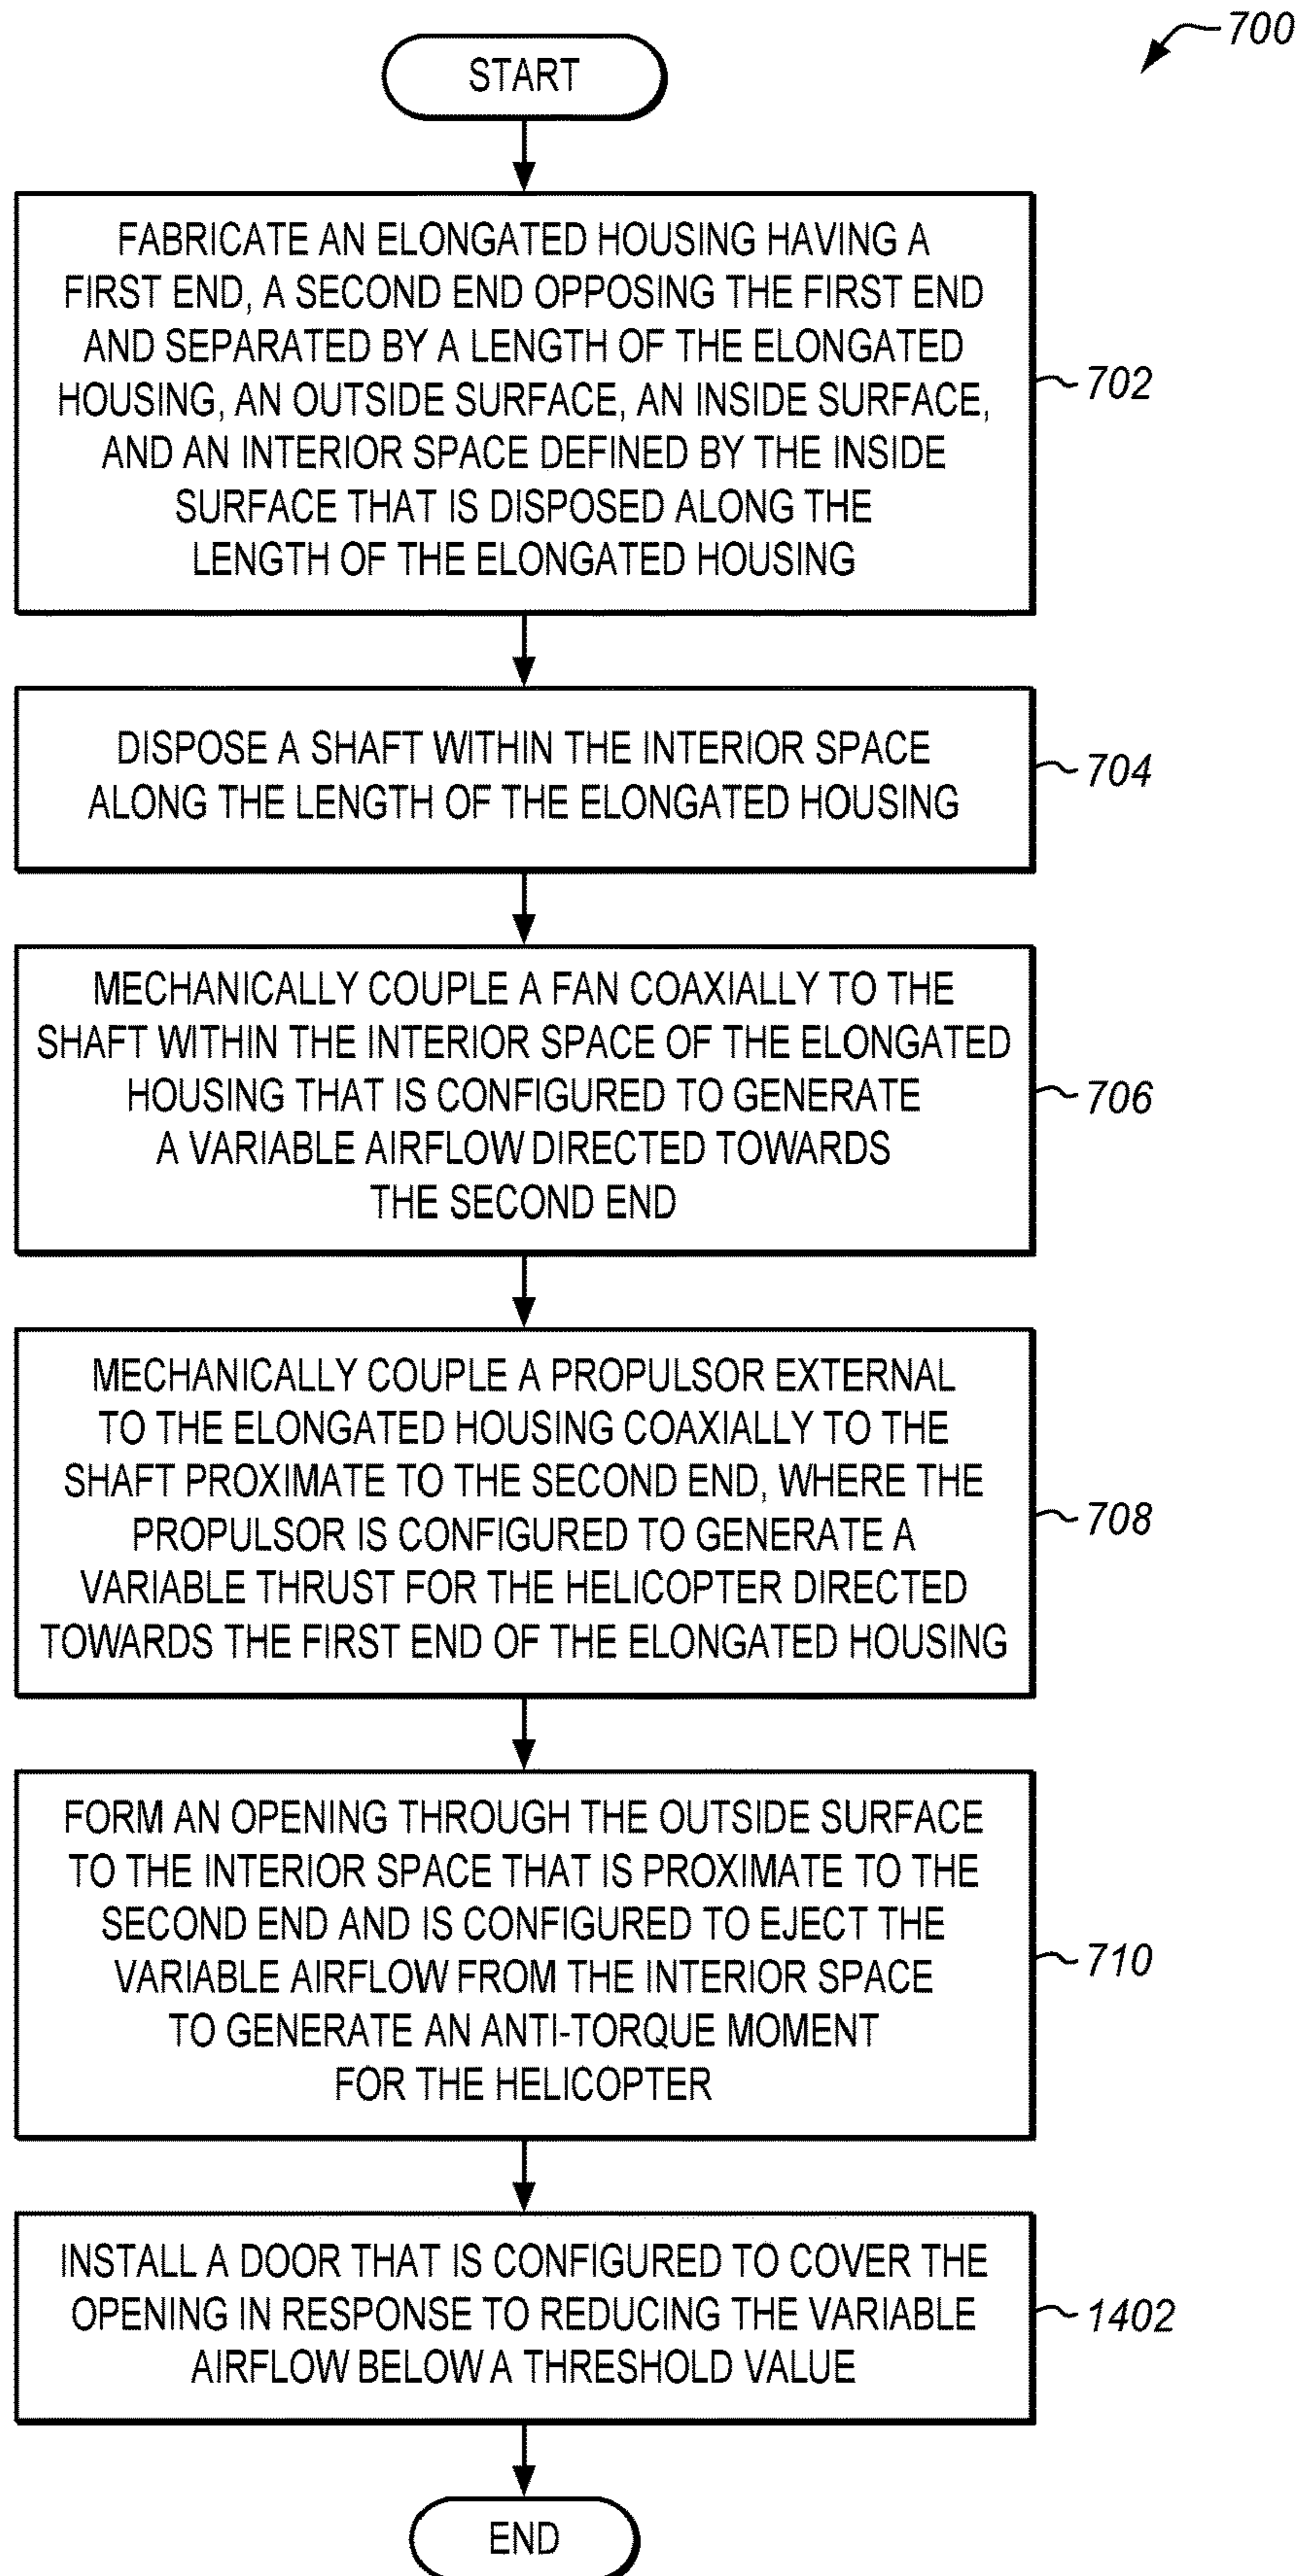 700
START
FABRICATE AN ELONGATED HOUSING HAVING A
FIRST END, A SECOND END OPPOSING THE FIRST END
AND SEPARATED BY A LENGTH OF THE ELONGATED
HOUSING, AN OUTSIDE SURFACE, AN INSIDE SURFACE,
AND AN INTERIOR SPACE DEFINED BY THE INSIDE
SURFACE THAT IS DISPOSED ALONG THE
LENGTH OF THE ELONGATED HOUSING
702
DISPOSE A SHAFT WITHIN THE INTERIOR SPACE
ALONG THE LENGTH OF THE ELONGATED HOUSING
704
MECHANICALLY COUPLE A FAN COAXIALLY TO THE
SHAFT WITHIN THE INTERIOR SPACE OF THE ELONGATED
HOUSING THAT IS CONFIGURED TO GENERATE
A VARIABLE AIRFLOW DIRECTED TOWARDS
THE SECOND END
706
MECHANICALLY COUPLE A PROPULSOR EXTERNAL
TO THE ELONGATED HOUSING COAXIALLY TO THE
SHAFT PROXIMATE TO THE SECOND END, WHERE THE
PROPULSOR IS CONFIGURED TO GENERATE A
VARIABLE THRUST FOR THE HELICOPTER DIRECTED
TOWARDS THE FIRST END OF THE ELONGATED HOUSING
708
FORM AN OPENING THROUGH THE OUTSIDE SURFACE
TO THE INTERIOR SPACE THAT IS PROXIMATE TO THE
SECOND END AND IS CONFIGURED TO EJECT THE
VARIABLE AIRFLOW FROM THE INTERIOR SPACE
TO GENERATE AN ANTI-TORQUE MOMENT
FOR THE HELICOPTER
710
INSTALL A DOOR THAT IS CONFIGURED TO COVER THE
OPENING IN RESPONSE TO REDUCING THE VARIABLE
AIRFLOW BELOW A THRESHOLD VALUE
1402
END